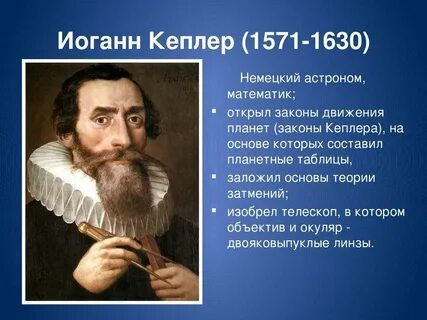 Иоганн Кеплер (1571-1630)
Немецкий астроном,
математик;
▪ открыл законы движения
планет (законы Кеплера), на
основе которых составил
планетные таблицы,
▪ заложил основы теории
затмений;
▪ изобрел телескоп, в котором
объектив и окуляр -
двояковыпуклые линзы.